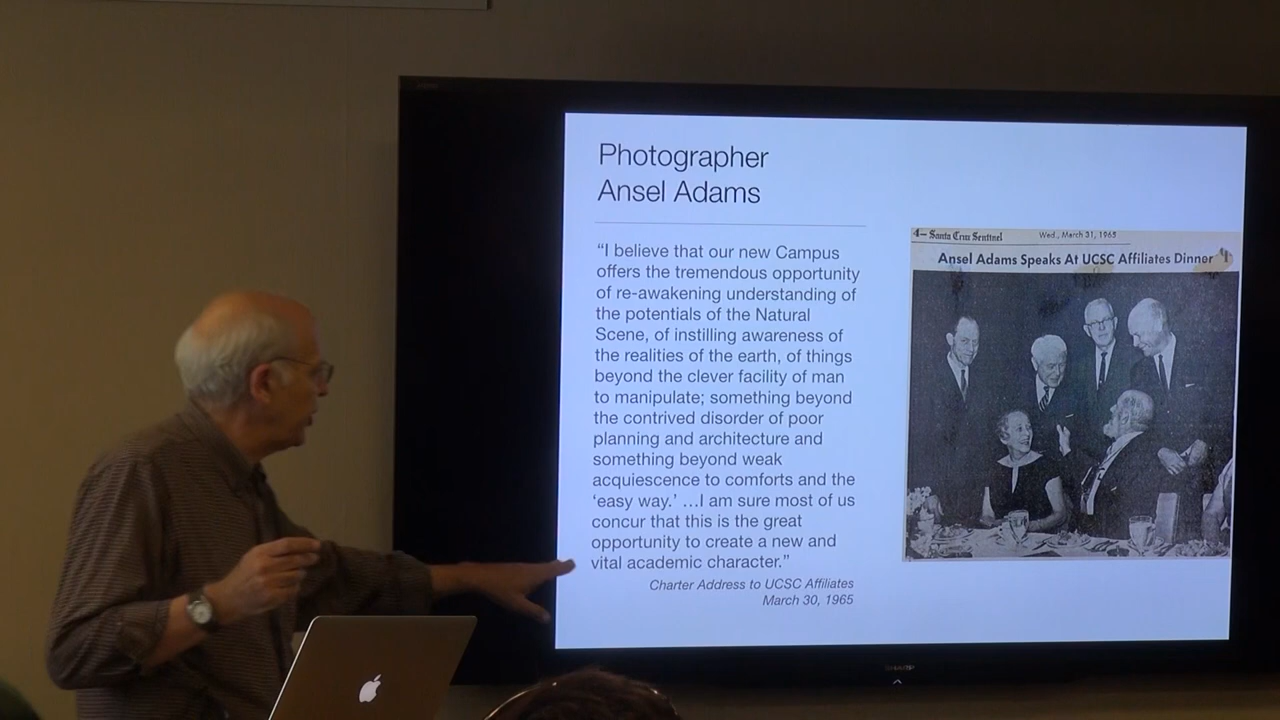 Photographer
Ansel Adams
“I believe that our new Campus
offers the tremendous opportunity
of re-awakening understanding of
the potentials of the Natural
Scene, of instilling awareness of
the realities of the earth, of things
beyond the clever facility of man
to manipulate; something beyond
the contrived disorder of poor
planning and architecture and
something beyond weak
acquiescence to comforts and the
‘easy way.’ …I am sure most of us
concur that this is the great
opportunity to create a new and
vital academic character.”
Charter Address to UCSC Affiliates
March 30, 1965
4— Santa Cruz Sentinel Wed., March 31, 1965
Ansel Adams Speaks At UCSC Affiliates Dinner
SHARP